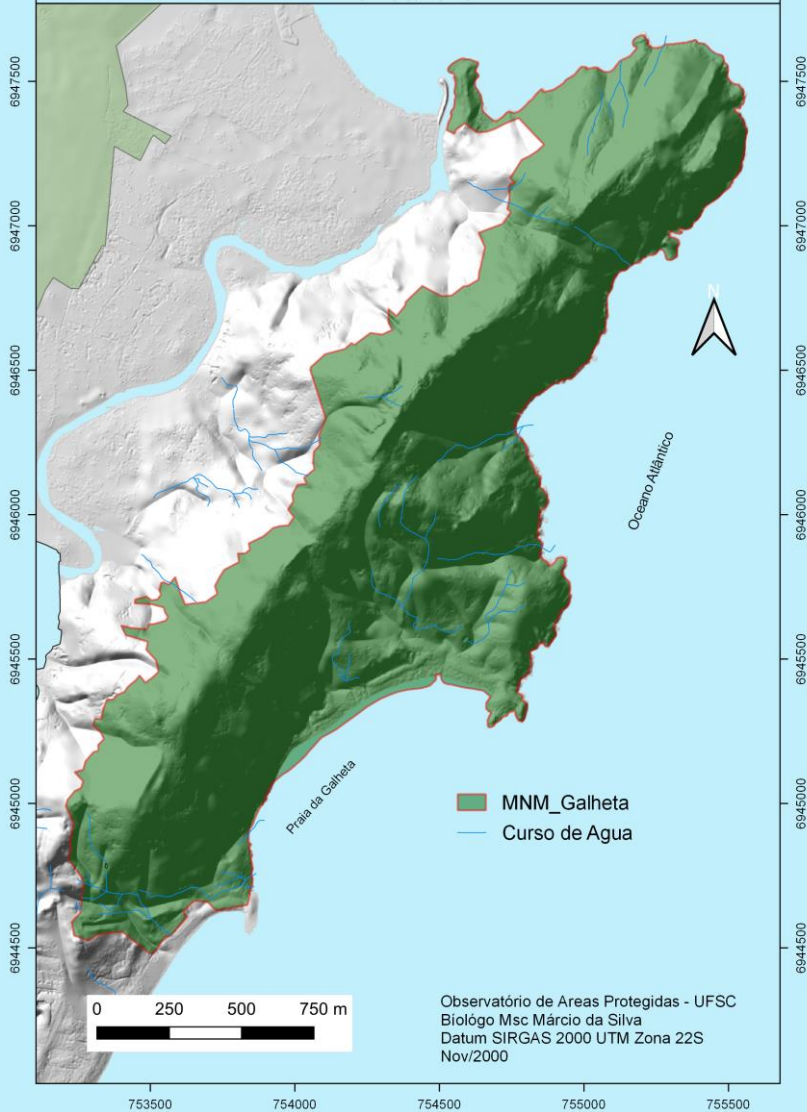 6947500
6947000
6946500
6946000
6945500
6945000
6944500
6947500
6947000
6946500
6946000
6945500
6945000
6944500
N
Oceano Atlântico
Praia da Galheta
MNM_Galheta
Curso de Agua
0 250 500 750 m
Observatório de Areas Protegidas - UFSC
Biológo Msc Márcio da Silva
Datum SIRGAS 2000 UTM Zona 22S
Nov/2000
753500 754000 754500 755000 755500